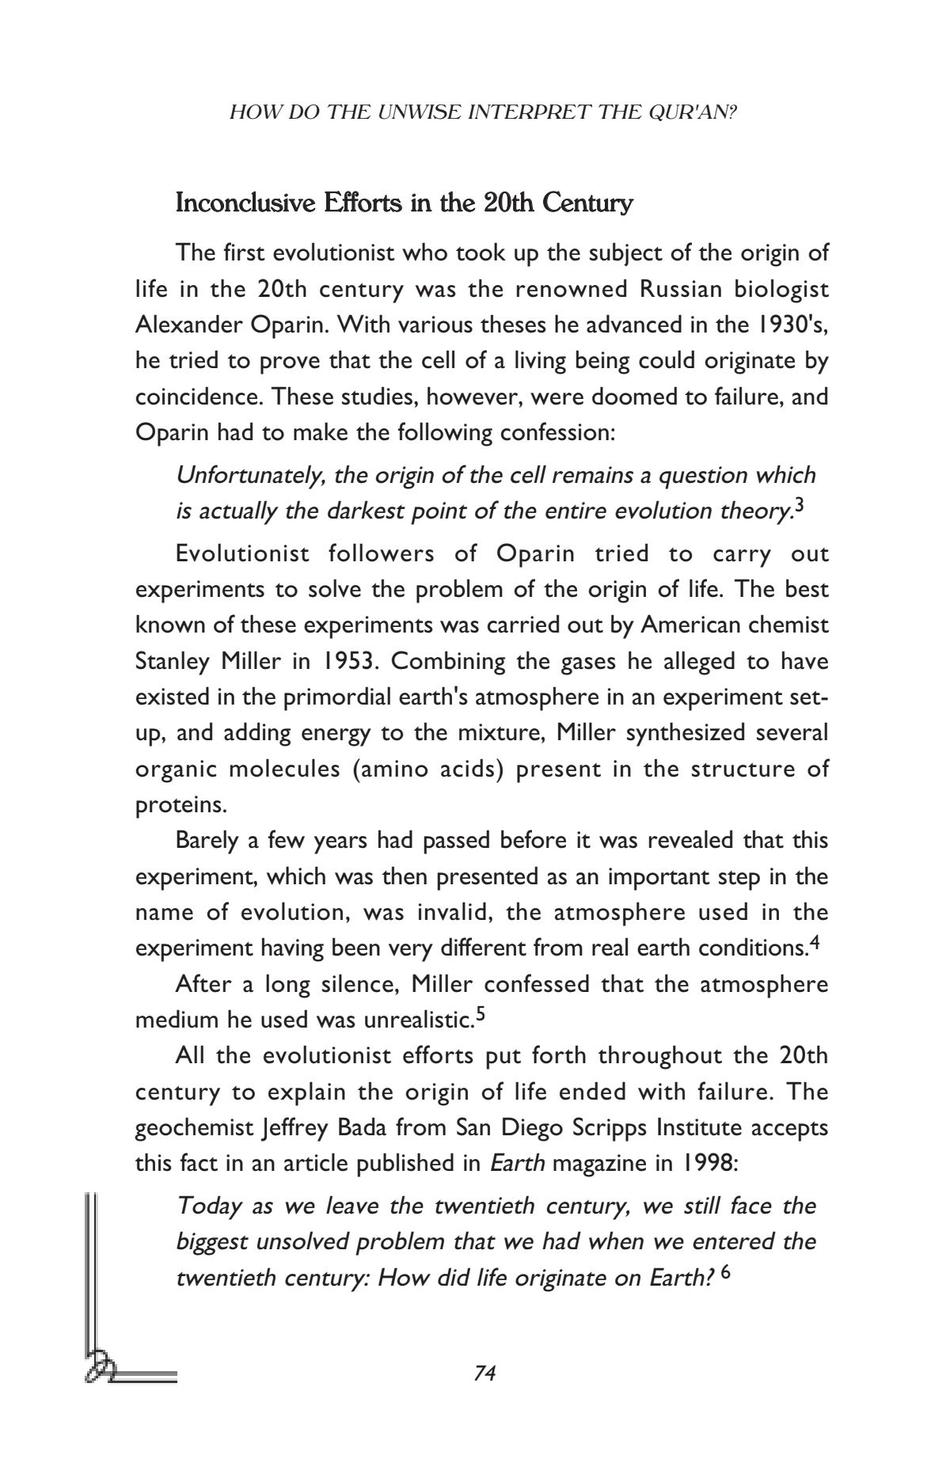 HOW DO THE UNWISE INTERPRET THE QUR'AN?
Inconclusive Efforts in the 20th Century
The first evolutionist who took up the subject of the origin of
life in the 20th century was the renowned Russian biologist
Alexander Oparin. With various theses he advanced in the 1930's,
he tried to prove that the cell of a living being could originate by
coincidence. These studies, however, were doomed to failure, and
Oparin had to make the following confession:
Unfortunately, the origin of the cell remains a question which
is actually the darkest point of the entire evolution theory.3
Evolutionist followers of Oparin tried to carry out
experiments to solve the problem of the origin of life. The best
known of these experiments was carried out by American chemist
Stanley Miller in 1953. Combining the gases he alleged to have
existed in the primordial earth's atmosphere in an experiment set-
up, and adding energy to the mixture, Miller synthesized several
organic molecules (amino acids) present in the structure of
proteins.
Barely a few years had passed before it was revealed that this
experiment, which was then presented as an important step in the
name of evolution, was invalid, the atmosphere used in the
experiment having been very different from real earth conditions.4
After a long silence, Miller confessed that the atmosphere
medium he used was unrealistic.5
All the evolutionist efforts put forth throughout the 20th
century to explain the origin of life ended with failure. The
geochemist Jeffrey Bada from San Diego Scripps Institute accepts
this fact in an article published in Earth magazine in 1998:
Today as we leave the twentieth century, we still face the
biggest unsolved problem that we had when we entered the
twentieth century: How did life originate on Earth? 6
74